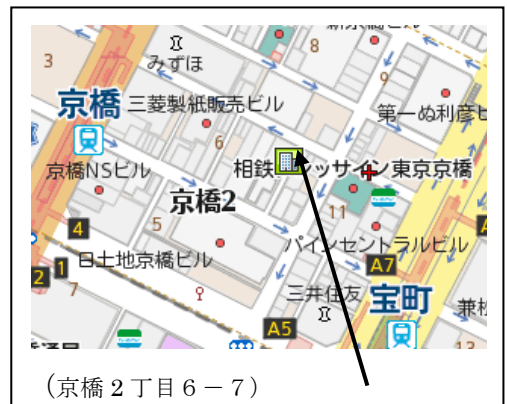 8
3
みずほ
9
京橋
三菱製紙販売ビル
第一ぬ利彦ビ
6
京橋NSビル
相鉄
ッサイン東京京橋
京橋2
11
4
5
パインセントラルビル
日土地京橋ビル
A7
2
1
7
三井住友
宝町
兼松
A5
13
(京橋2丁目6－7)